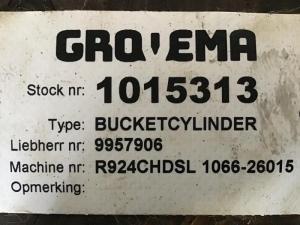 GRO'EMA
Stock nr: 1015313
Type: BUCKETCYLINDER
Liebherr nr: 9957906
Machine nr: R924CHDSL 1066-26015
Opmerking: